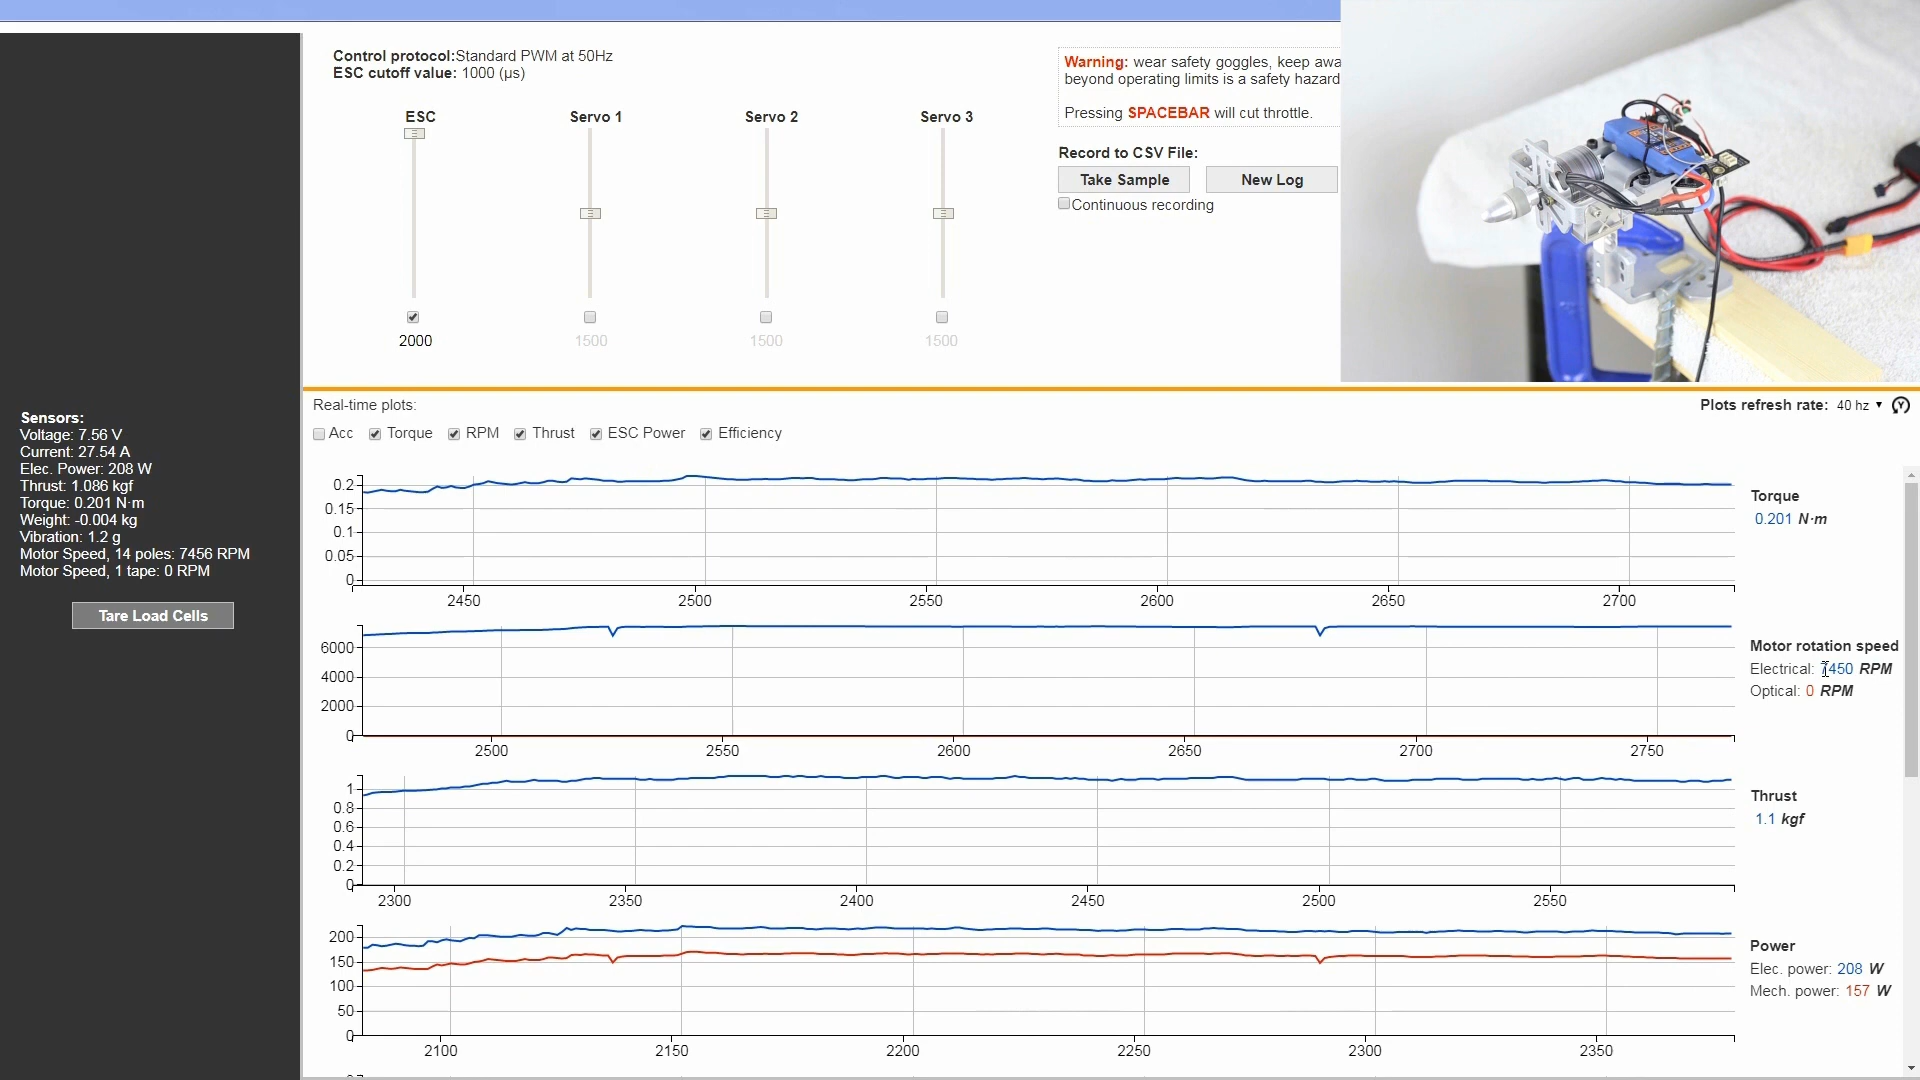 Control protocol:Standard PWM at 50Hz
ESC cutoff value: 1000 (µs)
ESC
Servo 1
Servo 2
Servo 3
2000
1500
1500
1500
Warning: wear safety goggles, keep awa
beyond operating limits is a safety hazard
Pressing SPACEBAR will cut throttle.
Record to CSV File:
Take Sample
New Log
Continuous recording
Sensors:
Voltage: 7.56 V
Current: 27.54 A
Elec. Power: 208 W
Thrust: 1.086 kgf
Torque: 0.201 N·m
Weight: -0.004 kg
Vibration: 1.2 g
Motor Speed, 14 poles: 7456 RPM
Motor Speed, 1 tape: 0 RPM
Tare Load Cells
Real-time plots:
Plots refresh rate: 40 hz
Acc Torque RPM Thrust ESC Power Efficiency
0.2
0.15
0.1
0.05
0
2450 2500 2550 2600 2650 2700
Torque
0.201 N·m
6000
4000
2000
0
2500 2550 2600 2650 2700 2750
Motor rotation speed
Electrical: 7450 RPM
Optical: 0 RPM
1
0.8
0.6
0.4
0.2
0
2300 2350 2400 2450 2500 2550
Thrust
1.1 kgf
200
150
100
50
0
2100 2150 2200 2250 2300 2350
Power
Elec. power: 208 W
Mech. power: 157 W